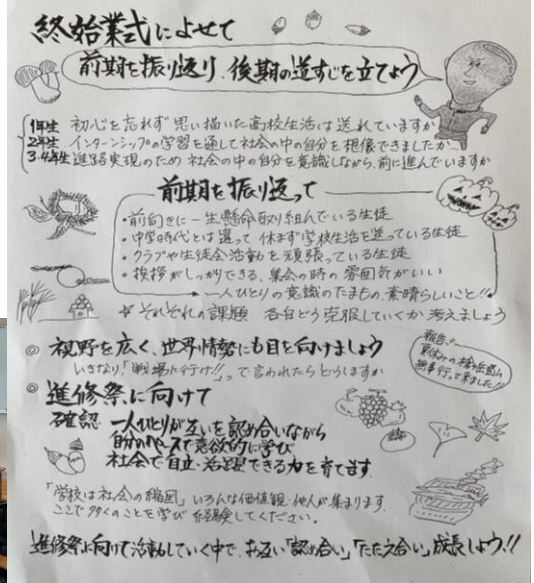 終始業式によせて
前期を振り返り、後期の道すじを立てよう
1年生 初心を忘れず 思い描いた高校生活は送れていますか
2年生 インターンシップの学習を通して社会の中の自分を想像できましたか
3・4年生 進路実現のため 社会の中の自分を意識しながら、前に進んでいますか
前期を振り返って
・前向きに一生懸命取り組んでいる生徒
・中学時代とは違って 休まず学校生活を送っている生徒
・クラブや生徒会活動を頑張っている生徒
・挨拶がしっかりできる、集会の時の雰囲気がいい
一人ひとりの意識のたまもの、素晴らしいこと!!
☆それぞれの課題 各自どう克服していくか 考えましょう
◎ 視野を広く、世界情勢にも目を向けましょう
いきなり「戦場に行け!!」って言われたらどうしますか
報告…
夏休みの槍ヶ岳登山
無事行って来ました!!
◎ 進修祭に向けて
確認 一人ひとりが互いを認め合いながら
自分のペースで意欲的に学び
社会で自立・活躍できる力を育てます
「学校は社会の縮図」いろんな価値観・他人が集まります
ここで多くのことを学び 経験してください。
進修祭に向けて活動していく中で、お互い「認め合い」「たたえ合い」成長しよう!!